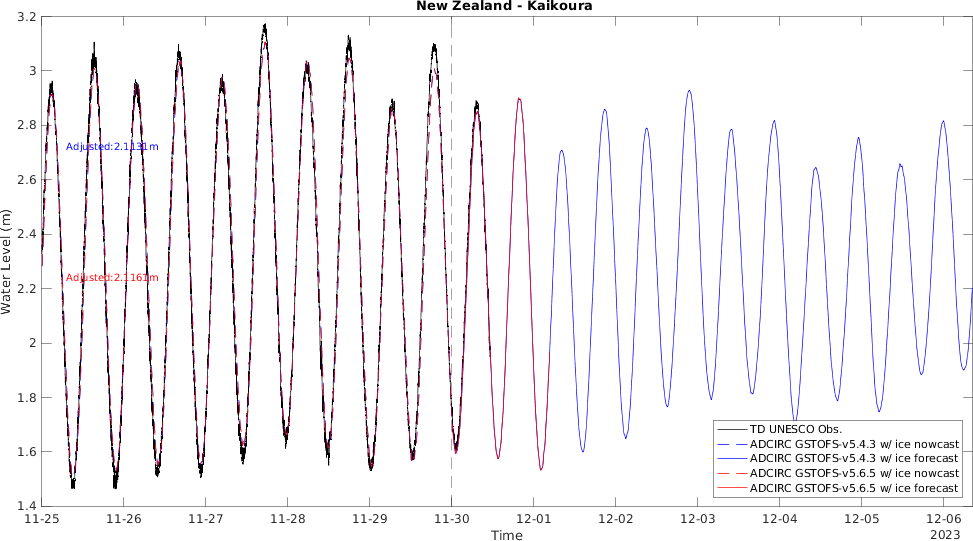 New Zealand - Kaikoura
3.2
3
2.8
2.6
2.4
2.2
2
1.8
1.6
1.4
Water Level (m)
Adjusted:2.1131m
Adjusted:2.1161m
TD UNESCO Obs.
ADCIRC GSTOFS-v5.4.3 w/ ice nowcast
ADCIRC GSTOFS-v5.4.3 w/ ice forecast
ADCIRC GSTOFS-v5.6.5 w/ ice nowcast
ADCIRC GSTOFS-v5.6.5 w/ ice forecast
11-25 11-26 11-27 11-28 11-29 11-30 12-01 12-02 12-03 12-04 12-05 12-06
2023
Time